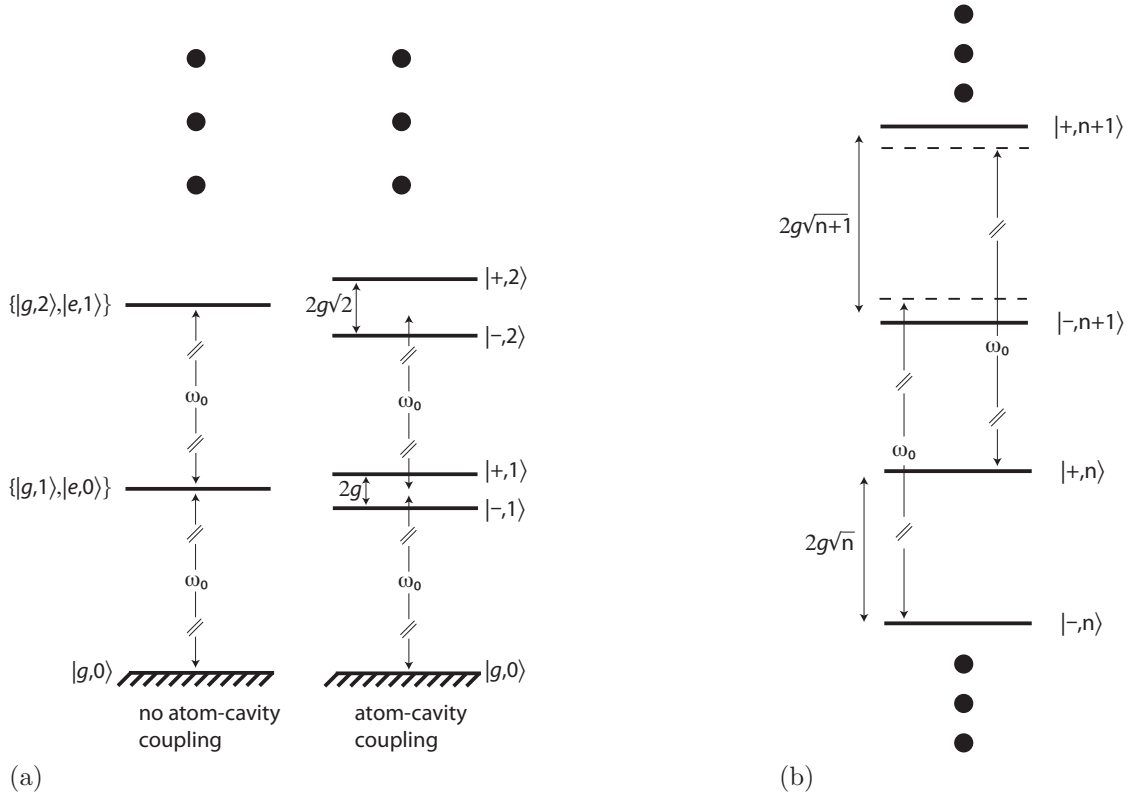 {|g,2⟩,|e,1⟩}
ω₀
{|g,1⟩,|e,0⟩}
ω₀
|g,0⟩
no atom-cavity
coupling
|+,2⟩
2g√2
|−,2⟩
ω₀
|+,1⟩
2g
|−,1⟩
ω₀
|g,0⟩
atom-cavity
coupling
(a)
|+,n+1⟩
2g√n+1
|−,n+1⟩
ω₀
ω₀
|+,n⟩
2g√n
|−,n⟩
(b)